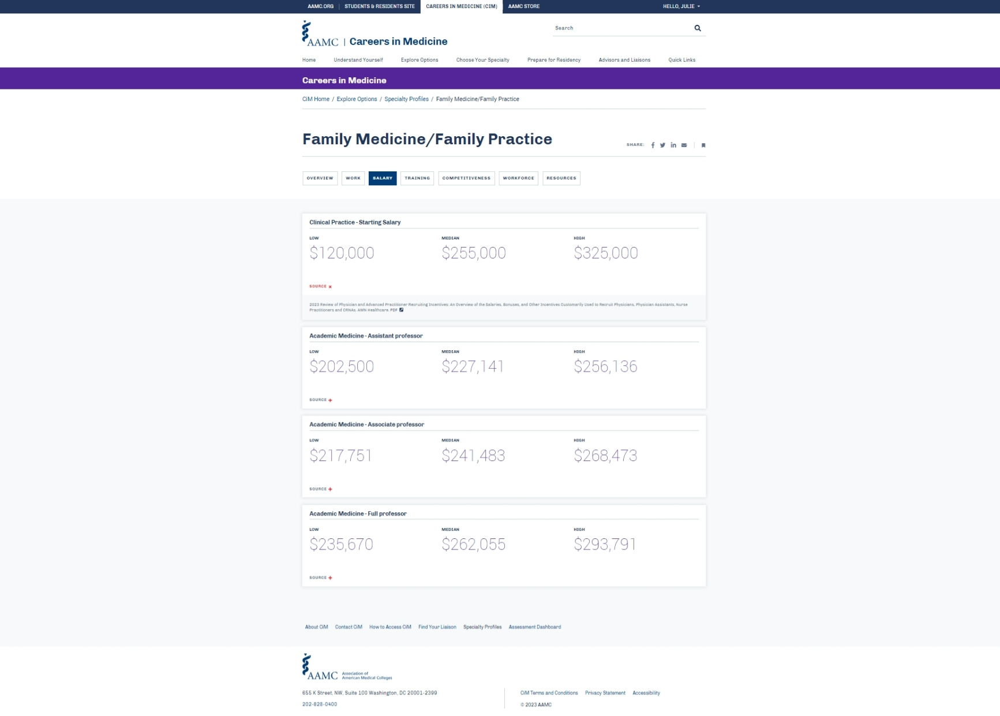 AAMC.ORG STUDENTS & RESIDENTS SITE CAREERS IN MEDICINE (CIM) AAMC STORE HELLO, JULIE
AAMC | Careers in Medicine
Search
Home Understand Yourself Explore Options Choose Your Specialty Prepare for Residency Advisors and Liaisons Quick Links
Careers in Medicine
CiM Home / Explore Options / Specialty Profiles / Family Medicine/Family Practice
Family Medicine/Family Practice
SHARE:
OVERVIEW WORK SALARY TRAINING COMPETITIVENESS WORKFORCE RESOURCES
Clinical Practice - Starting Salary
LOW MEDIAN HIGH
$120,000 $255,000 $325,000
SOURCE ×
2023 Review of Physician and Advanced Practitioner Recruiting Incentives: An Overview of the Salaries, Bonuses, and Other Incentives Customarily Used to Recruit Physicians, Physician Assistants, Nurse
Practitioners and CRNAs. AMN Healthcare. PDF
Academic Medicine - Assistant professor
LOW MEDIAN HIGH
$202,500 $227,141 $256,136
SOURCE +
Academic Medicine - Associate professor
LOW MEDIAN HIGH
$217,751 $241,483 $268,473
SOURCE +
Academic Medicine - Full professor
LOW MEDIAN HIGH
$235,670 $262,055 $293,791
SOURCE +
About CiM Contact CiM How to Access CiM Find Your Liaison Specialty Profiles Assessment Dashboard
AAMC Association of
American Medical Colleges
655 K Street, NW, Suite 100 Washington, DC 20001-2399
202-828-0400
CiM Terms and Conditions Privacy Statement Accessibility
© 2023 AAMC